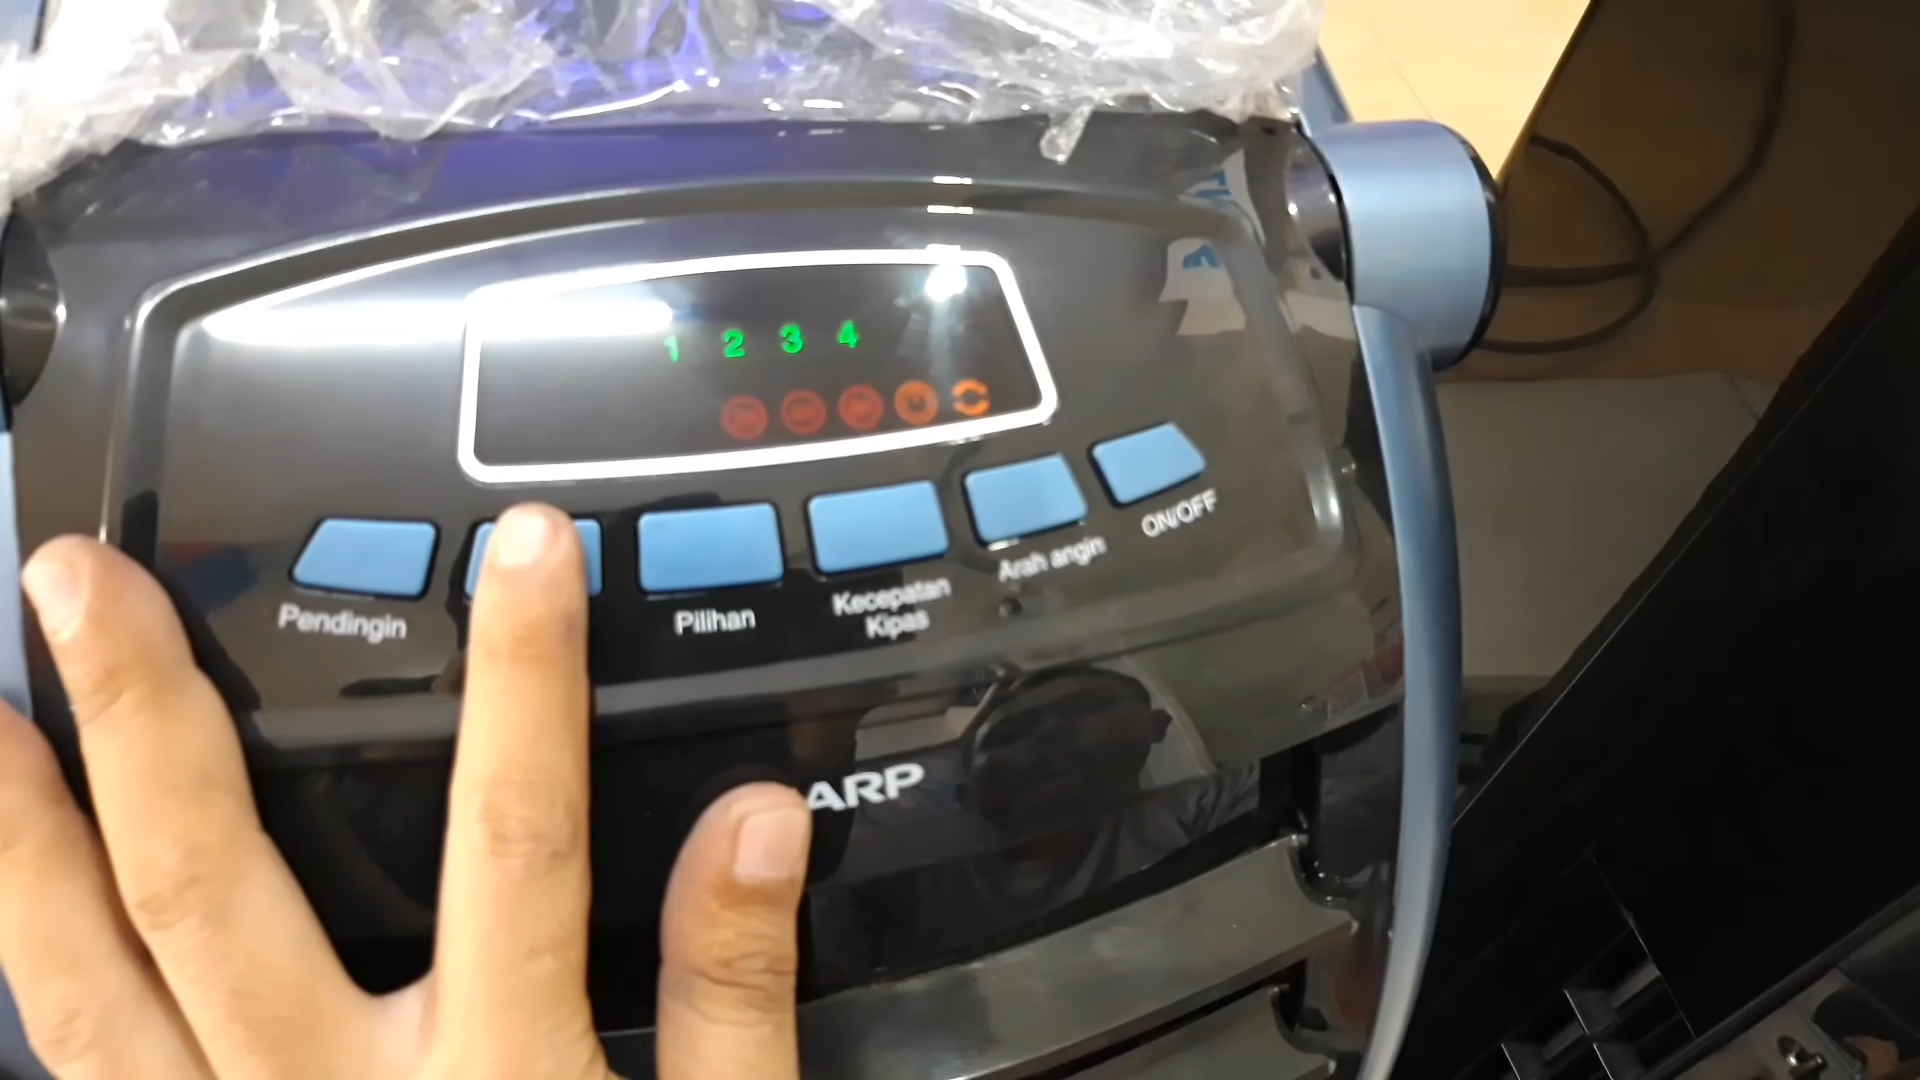 1 2 3 4
Pendingin
Pilihan
Kecepatan
Kipas
Arah angin
ON/OFF
ARP